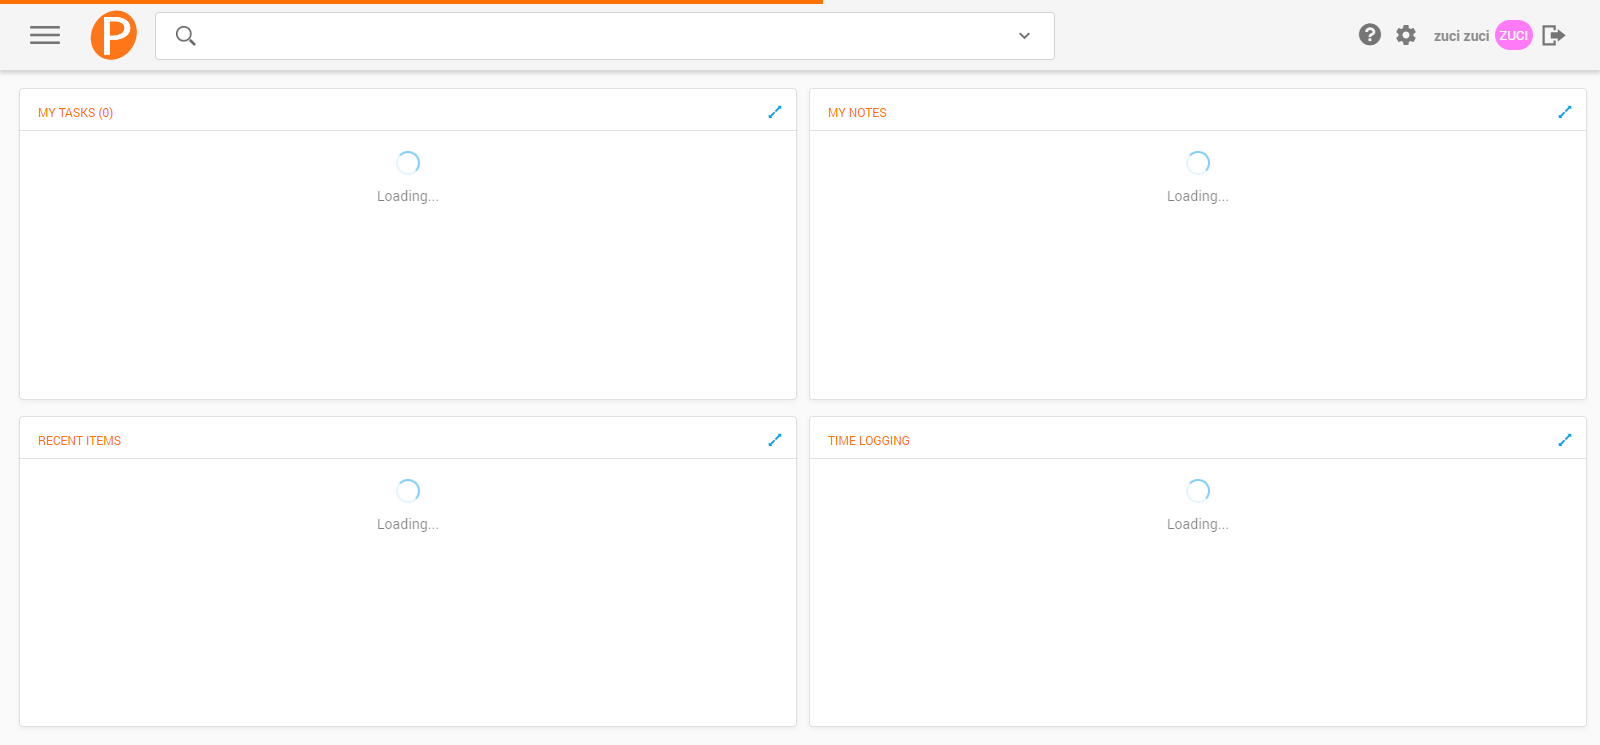 P
zuci zuci ZUCI
MY TASKS (0)
Loading...
MY NOTES
Loading...
RECENT ITEMS
Loading...
TIME LOGGING
Loading...